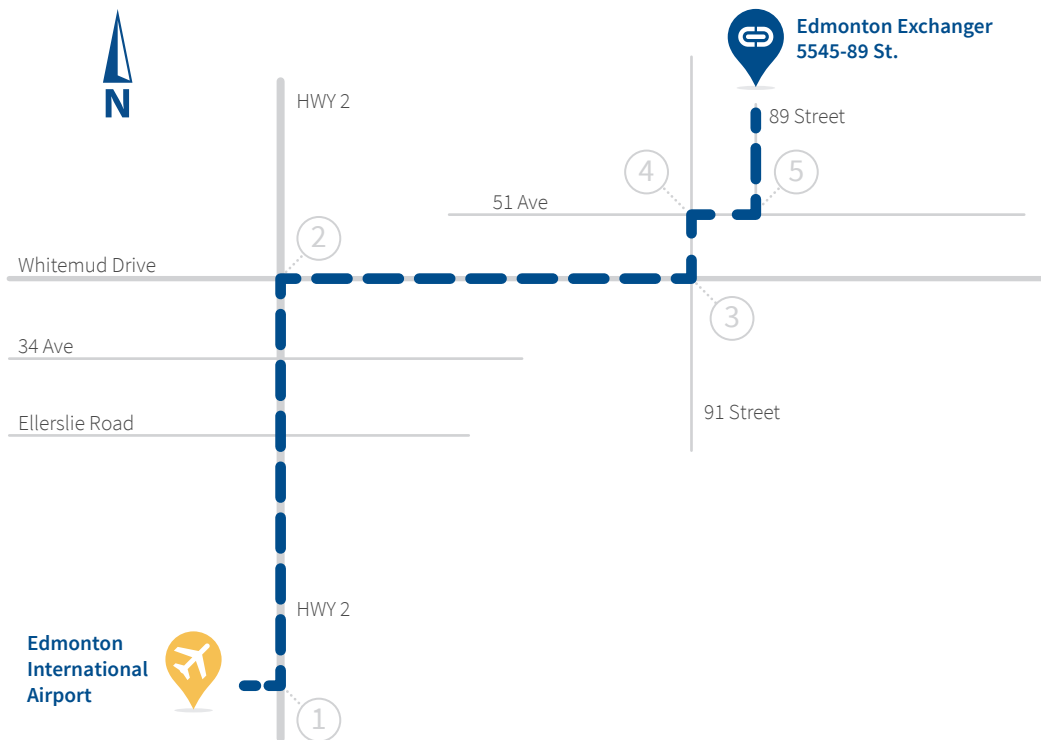 Edmonton Exchanger
5545-89 St.
N
HWY 2
89 Street
4
5
51 Ave
2
Whitemud Drive
3
34 Ave
91 Street
Ellerslie Road
HWY 2
Edmonton
International
Airport
1